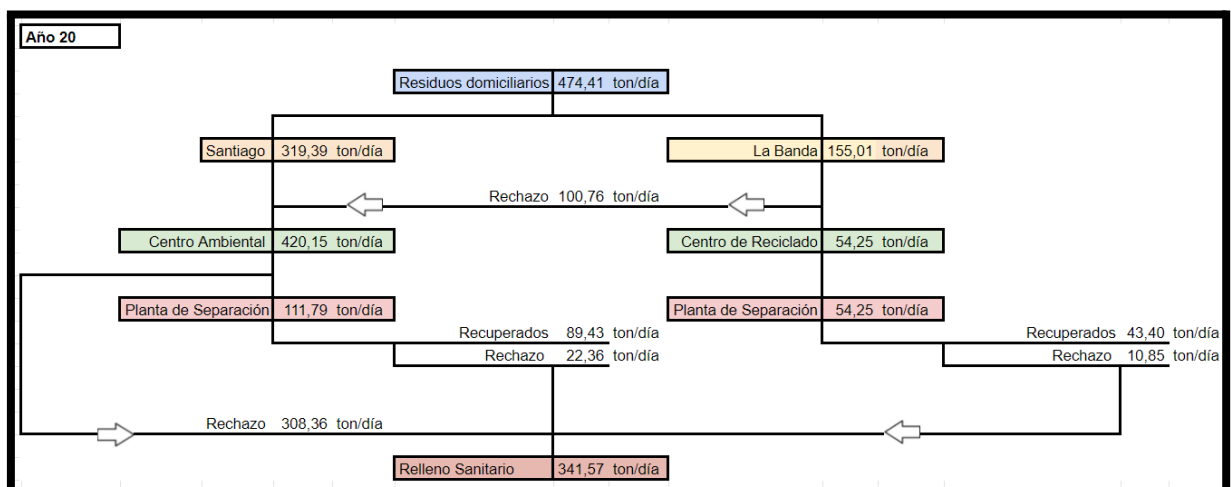 Año 20
Residuos domiciliarios 474,41 ton/día
Santiago 319,39 ton/día
La Banda 155,01 ton/día
Rechazo 100,76 ton/día
Centro Ambiental 420,15 ton/día
Centro de Reciclado 54,25 ton/día
Planta de Separación 111,79 ton/día
Planta de Separación 54,25 ton/día
Recuperados 89,43 ton/día
Recuperados 43,40 ton/día
Rechazo 22,36 ton/día
Rechazo 10,85 ton/día
Rechazo 308,36 ton/día
Relleno Sanitario 341,57 ton/día